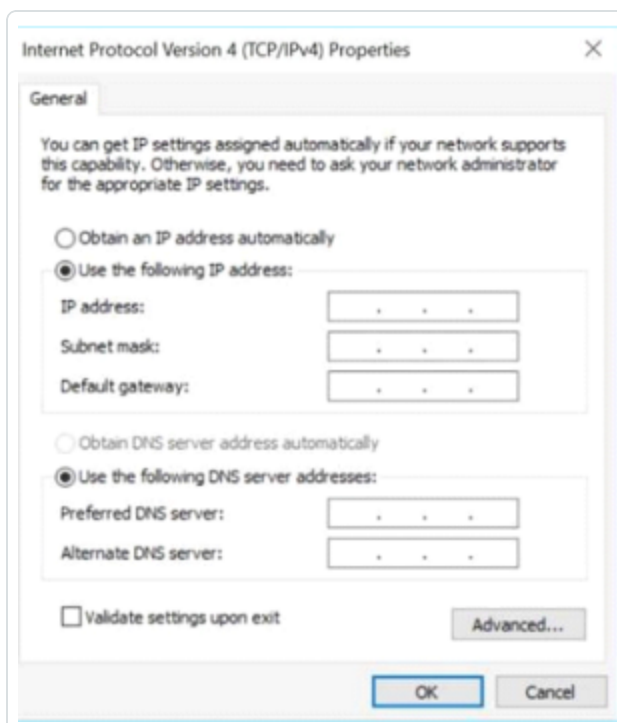 Internet Protocol Version 4 (TCP/IPv4) Properties
General
You can get IP settings assigned automatically if your network supports
this capability. Otherwise, you need to ask your network administrator
for the appropriate IP settings.
Obtain an IP address automatically
Use the following IP address:
IP address:
Subnet mask:
Default gateway:
Obtain DNS server address automatically
Use the following DNS server addresses:
Preferred DNS server:
Alternate DNS server:
Validate settings upon exit
Advanced...
OK Cancel